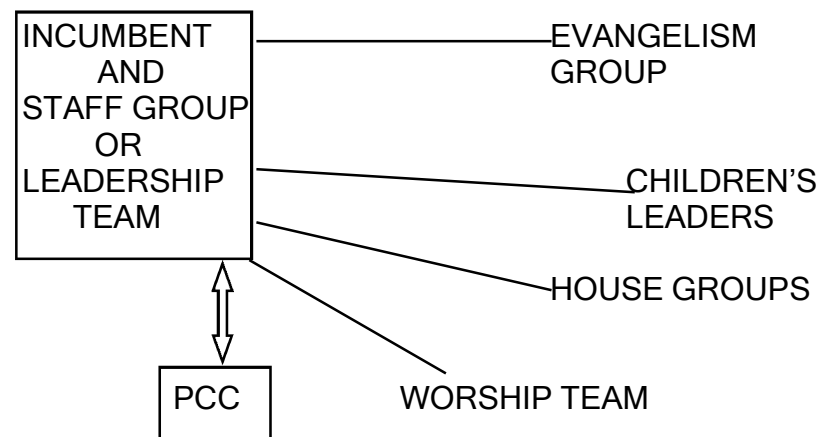 INCUMBENT
AND
STAFF GROUP
OR
LEADERSHIP
TEAM
EVANGELISM
GROUP
CHILDREN'S
LEADERS
HOUSE GROUPS
WORSHIP TEAM
PCC